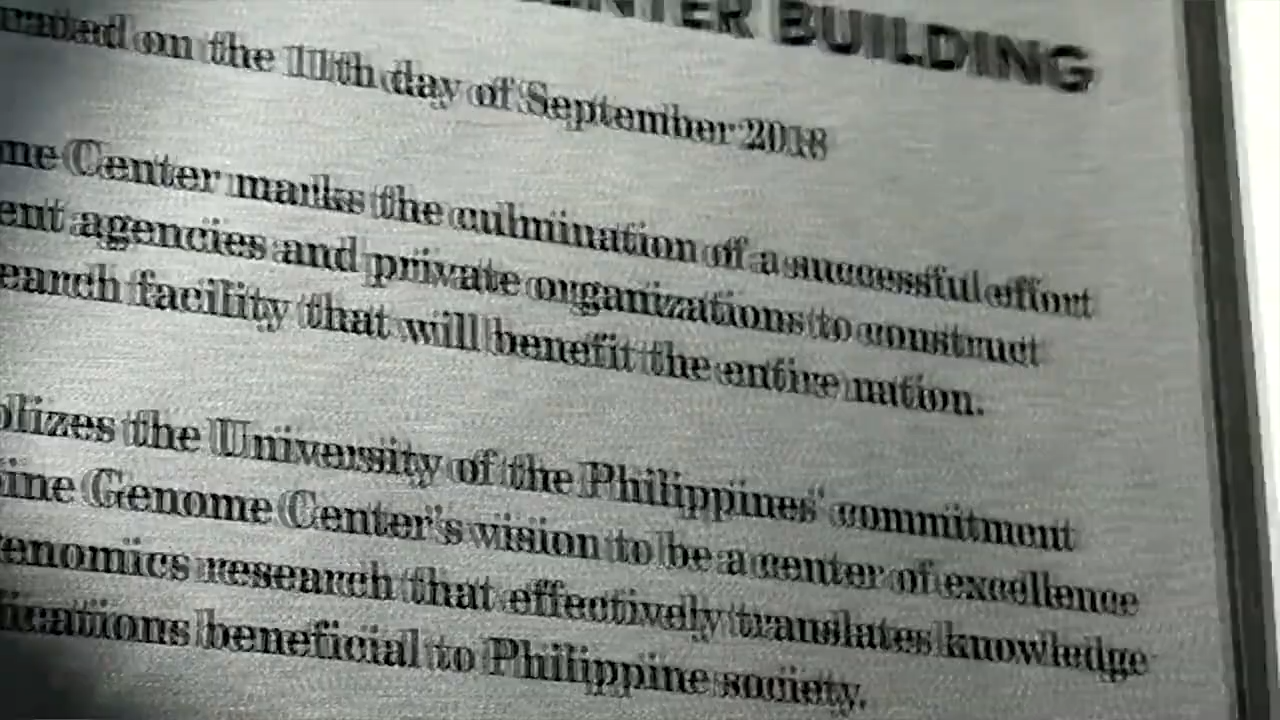 ENTER BUILDING
urated on the 11th day of September 2018
me Center marks the culmination of a successful effort
ent agencies and private organizations to construct
earch facility that will benefit the entire nation.
olizes the University of the Philippines' commitment
ine Genome Center's vision to be a center of excellence
enomics research that effectively translates knowledge
lications beneficial to Philippine society.